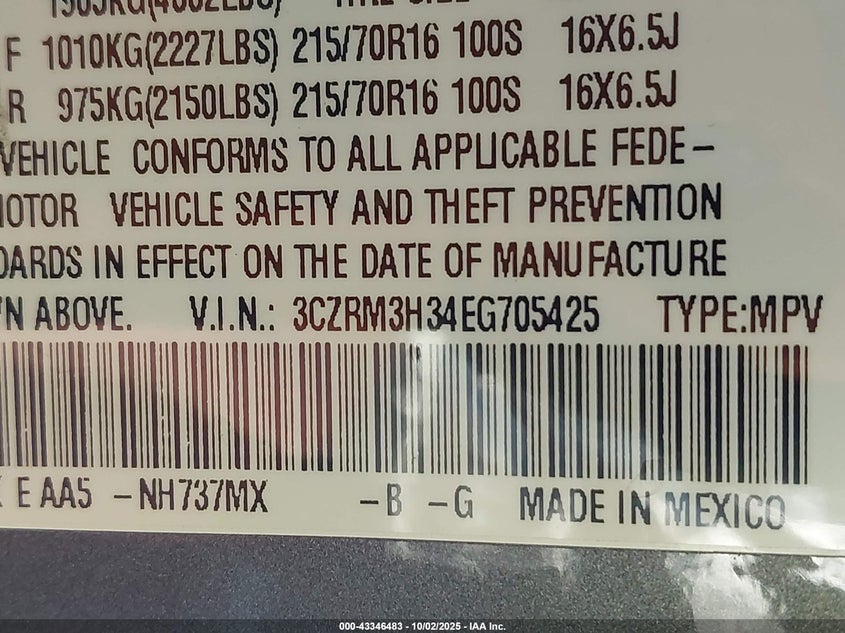 F 1010KG(2227LBS) 215/70R16 100S 16X6.5J
R 975KG(2150LBS) 215/70R16 100S 16X6.5J
VEHICLE CONFORMS TO ALL APPLICABLE FEDE-
OTOR VEHICLE SAFETY AND THEFT PREVENTION
DARDS IN EFFECT ON THE DATE OF MANUFACTURE
N ABOVE. V.I.N.: 3CZRM3H34EG705425 TYPE:MPV
E AA5 -NH737MX -B -G MADE IN MEXICO
000-43346483 - 10/02/2025 - IAA Inc.